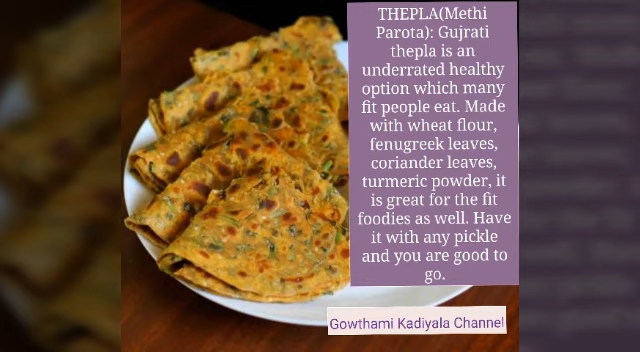 THEPLA(Methi
Parota): Gujrati
thepla is an
underrated healthy
option which many
fit people eat. Made
with wheat flour,
fenugreek leaves,
coriander leaves,
turmeric powder, it
is great for the fit
foodies as well. Have
it with any pickle
and you are good to
go.
Gowthami Kadiyala Channel